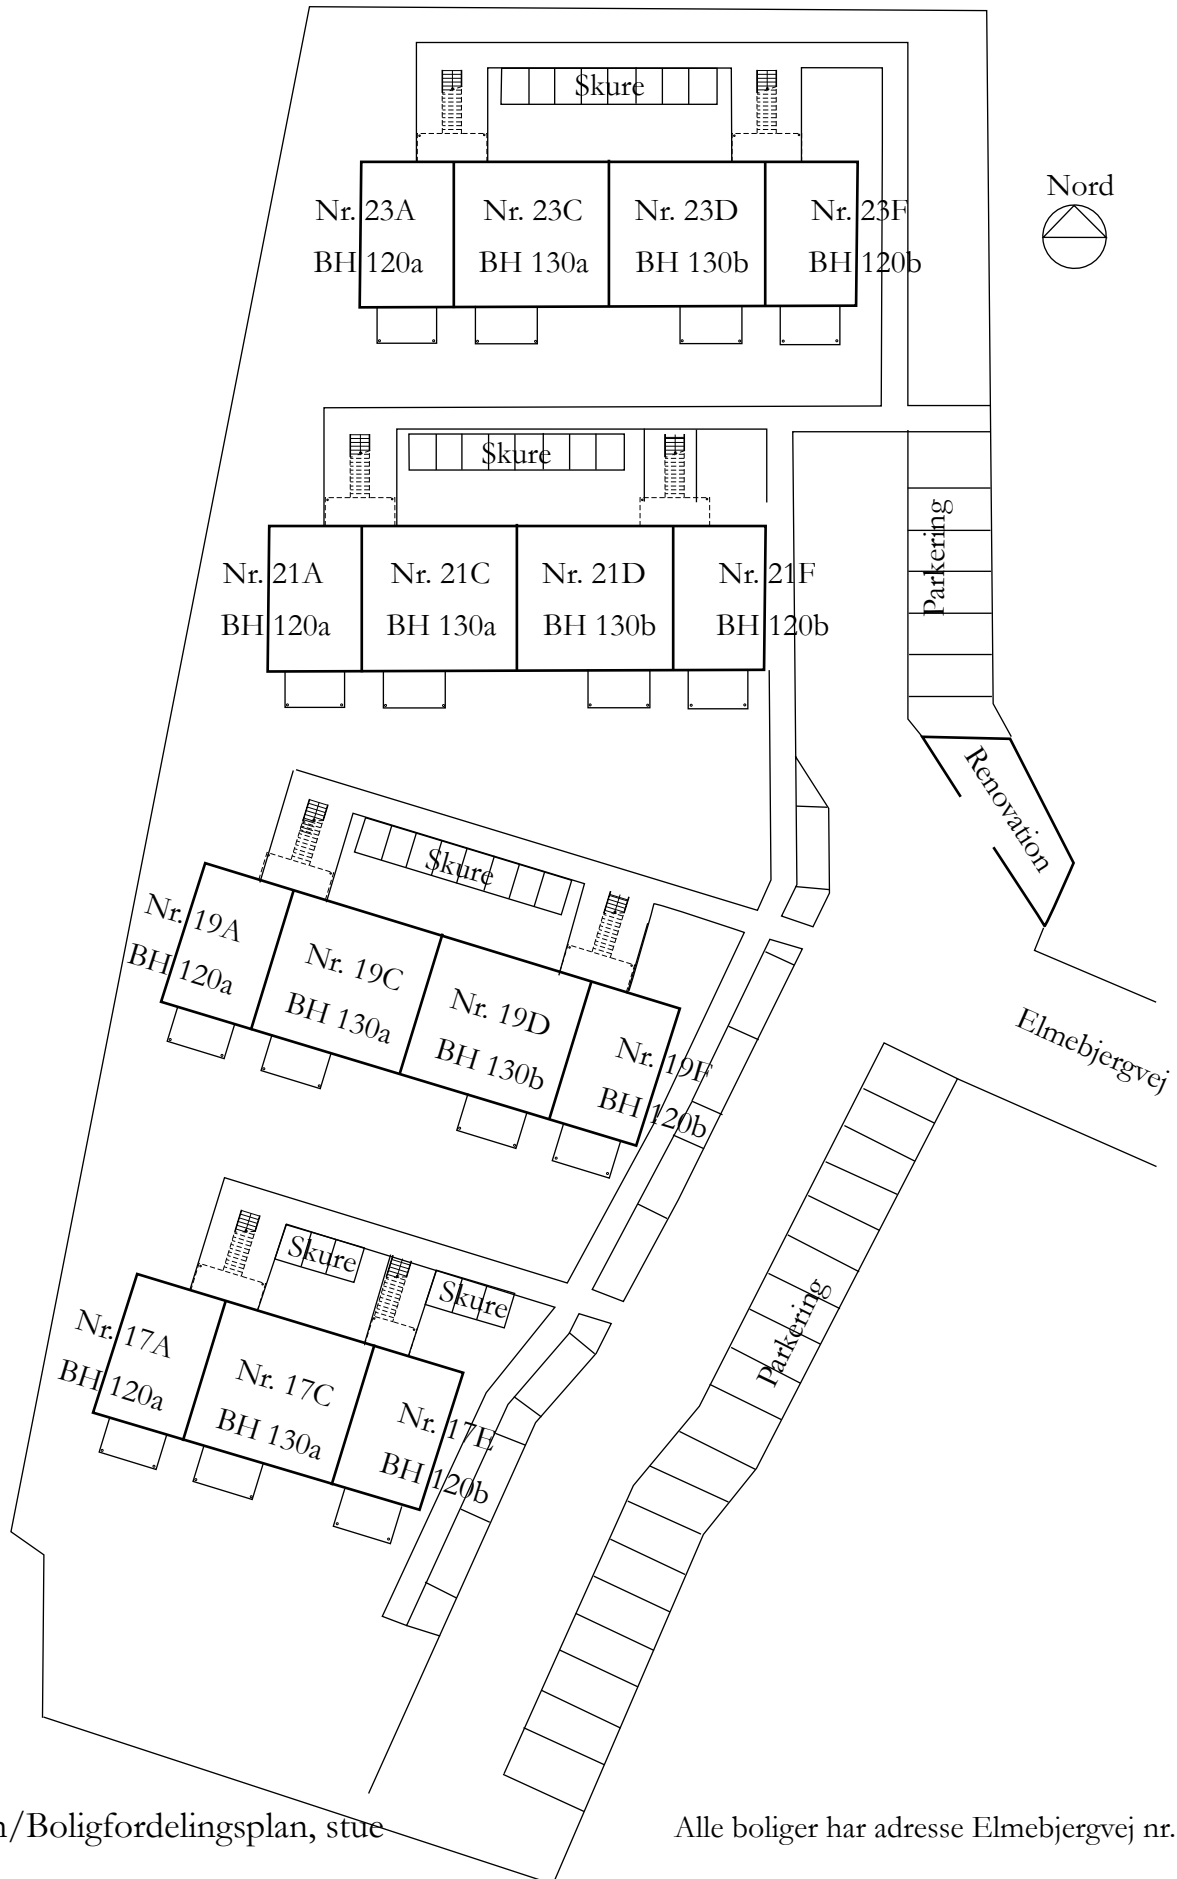 Skure
Nord
Nr. 23A
BH 120a
Nr. 23C
BH 130a
Nr. 23D
BH 130b
Nr. 23F
BH 120b
Skure
Parkering
Nr. 21A
BH 120a
Nr. 21C
BH 130a
Nr. 21D
BH 130b
Nr. 21F
BH 120b
Renovation
Skure
Nr. 19A
BH 120a
Nr. 19C
BH 130a
Nr. 19D
BH 130b
Nr. 19F
BH 120b
Elmebjergvej
Skure
Skure
Parkering
Nr. 17A
BH 120a
Nr. 17C
BH 130a
Nr. 17E
BH 120b
/Boligfordelingsplan, stue
Alle boliger har adresse Elmebjergvej nr.